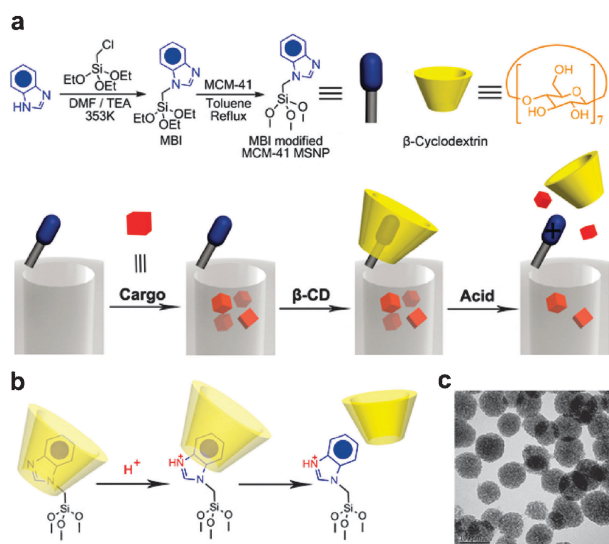 a
Cl
EtO Si OEt
OEt
HN N
DMF / TEA
353K
N N
EtO Si OEt
OEt
MBI
MCM-41
Toluene
Reflux
N N
O Si O
O
MBI modified
MCM-41 MSNP
β-Cyclodextrin
OH
O
HO OH
O
7
Cargo
β-CD
Acid
+
b
N N
O Si O
O
H+
HN+ N
O Si O
O
HN+ N
O Si O
O
c